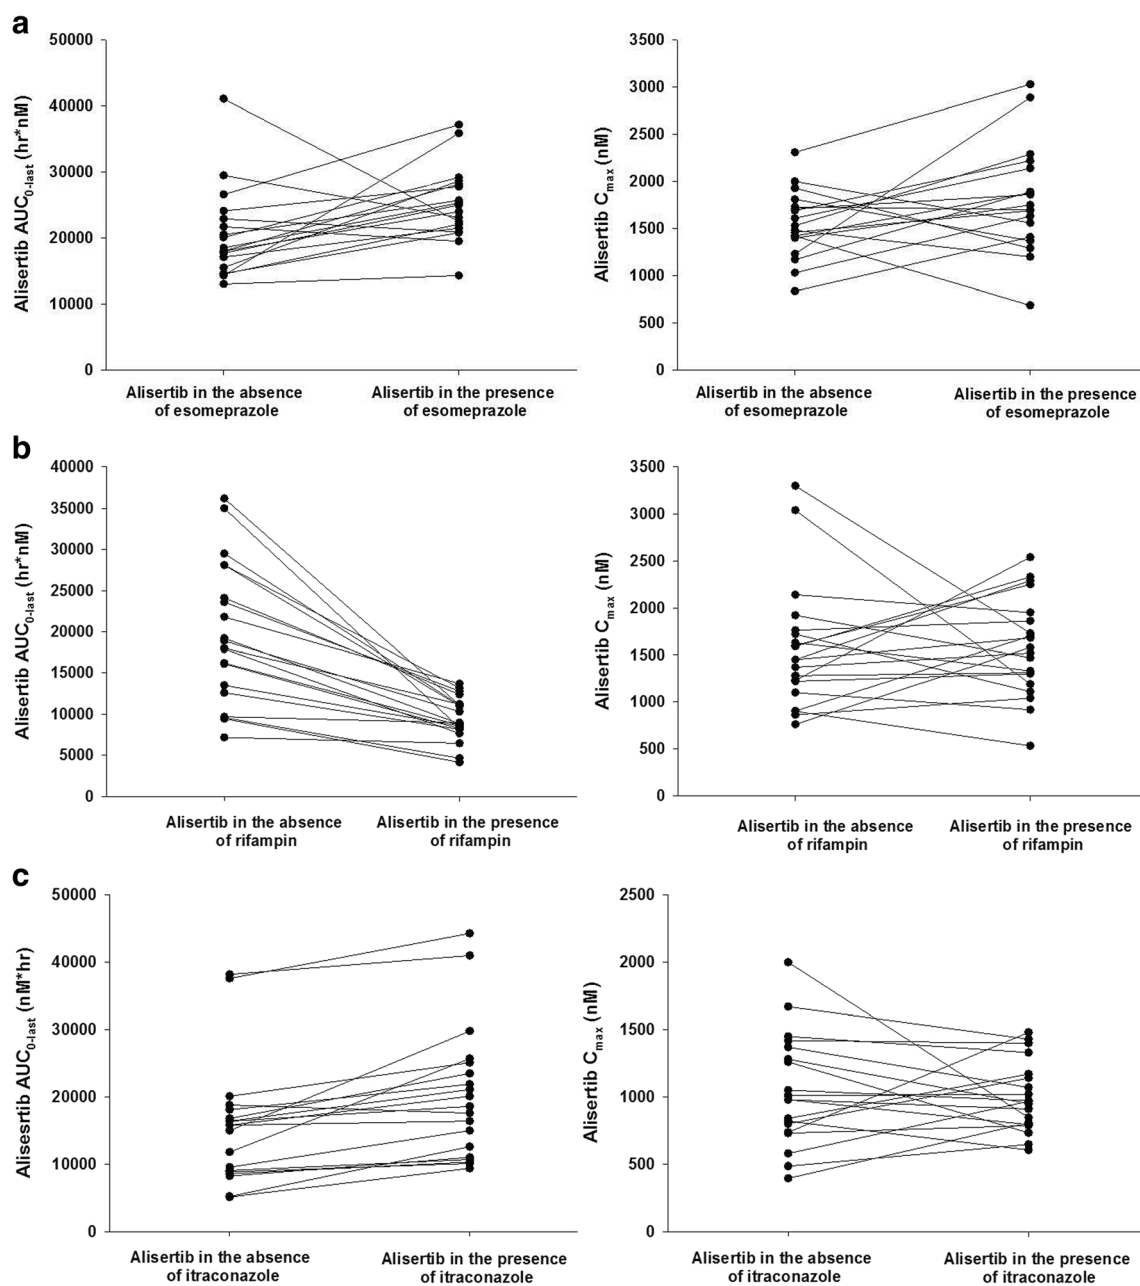 a
50000
40000
30000
20000
10000
0
Alisertib AUC0-last (hr*nM)
Alisertib in the absence
of esomeprazole
Alisertib in the presence
of esomeprazole
3500
3000
2500
2000
1500
1000
500
0
Alisertib Cmax (nM)
Alisertib in the absence
of esomeprazole
Alisertib in the presence
of esomeprazole
b
40000
35000
30000
25000
20000
15000
10000
5000
0
Alisertib AUC0-last (hr*nM)
Alisertib in the absence
of rifampin
Alisertib in the presence
of rifampin
3500
3000
2500
2000
1500
1000
500
0
Alisertib Cmax (nM)
Alisertib in the absence
of rifampin
Alisertib in the presence
of rifampin
c
50000
40000
30000
20000
10000
0
Alisesrtib AUC0-last (nM*hr)
Alisertib in the absence
of itraconazole
Alisertib in the presence
of itraconazole
2500
2000
1500
1000
500
0
Alisertib Cmax (nM)
Alisertib in the absence
of itraconazole
Alisertib in the presence
of itraconazole